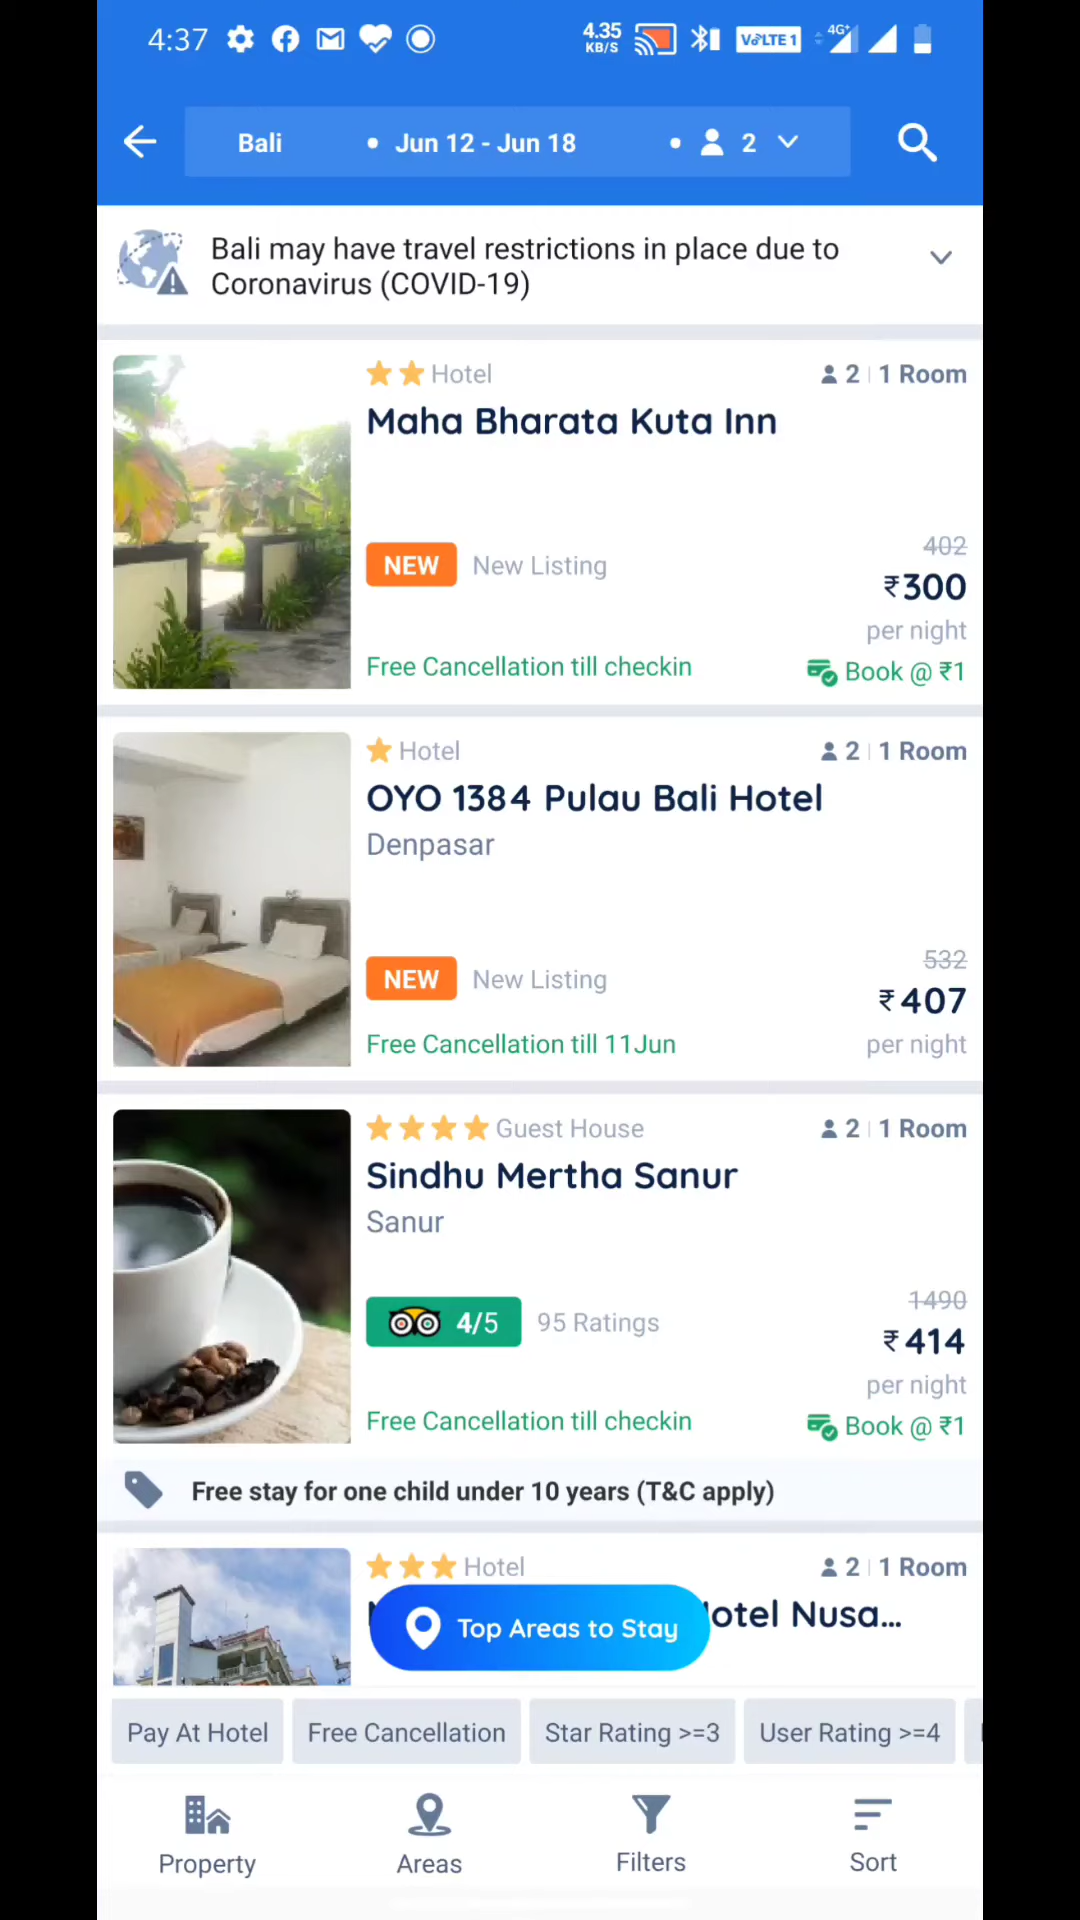 4:37
4.35
KB/S
VoLTE 1
4G+
Bali • Jun 12 - Jun 18 • 2
Bali may have travel restrictions in place due to
Coronavirus (COVID-19)
Hotel
2 | 1 Room
Maha Bharata Kuta Inn
NEW New Listing
402
₹300
per night
Free Cancellation till checkin
Book @ ₹1
Hotel
2 | 1 Room
OYO 1384 Pulau Bali Hotel
Denpasar
NEW New Listing
532
₹407
per night
Free Cancellation till 11Jun
Guest House
2 | 1 Room
Sindhu Mertha Sanur
Sanur
4/5 95 Ratings
1490
₹414
per night
Free Cancellation till checkin
Book @ ₹1
Free stay for one child under 10 years (T&C apply)
Hotel
2 | 1 Room
Nusa...
Top Areas to Stay
Pay At Hotel
Free Cancellation
Star Rating >=3
User Rating >=4
Property
Areas
Filters
Sort